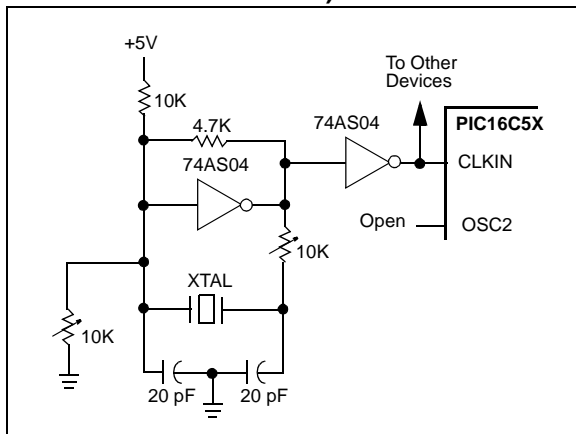 +5V
To Other
Devices
10K
4.7K
74AS04
PIC16C5X
74AS04
CLKIN
Open
OSC2
10K
XTAL
10K
20 pF
20 pF